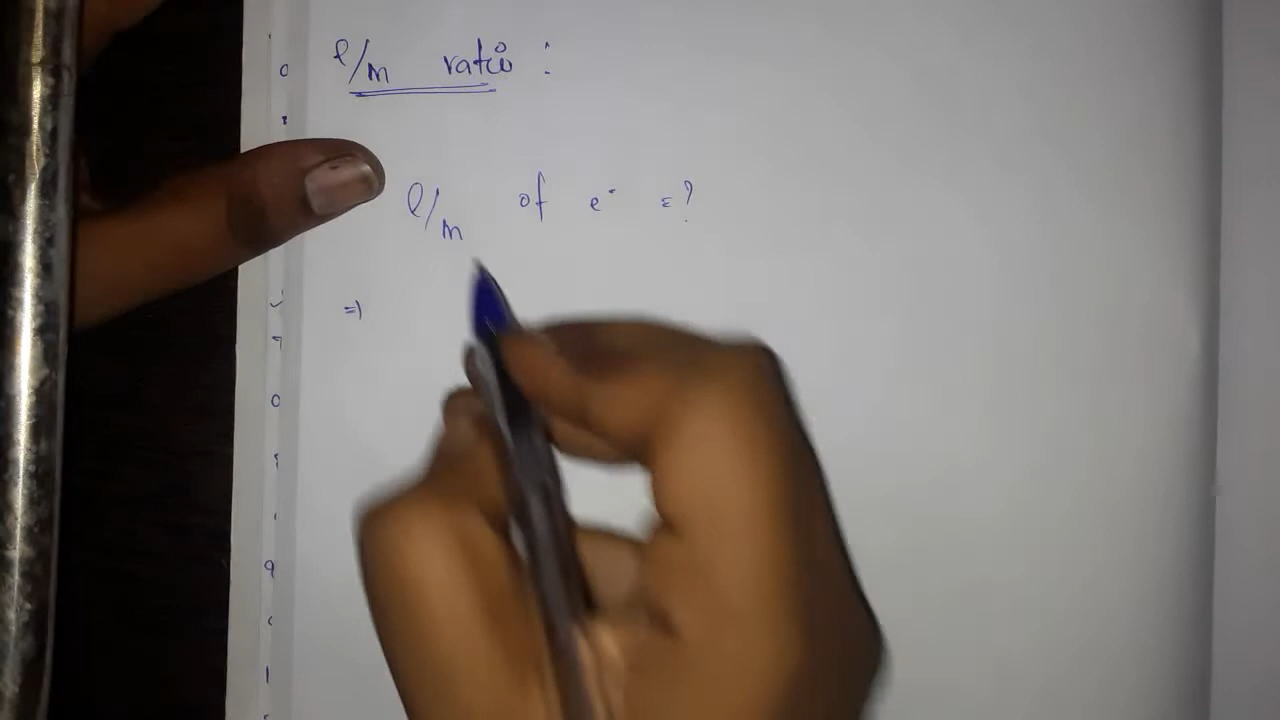 e/m ratio :
e/m of e⁻ = ?
⇒